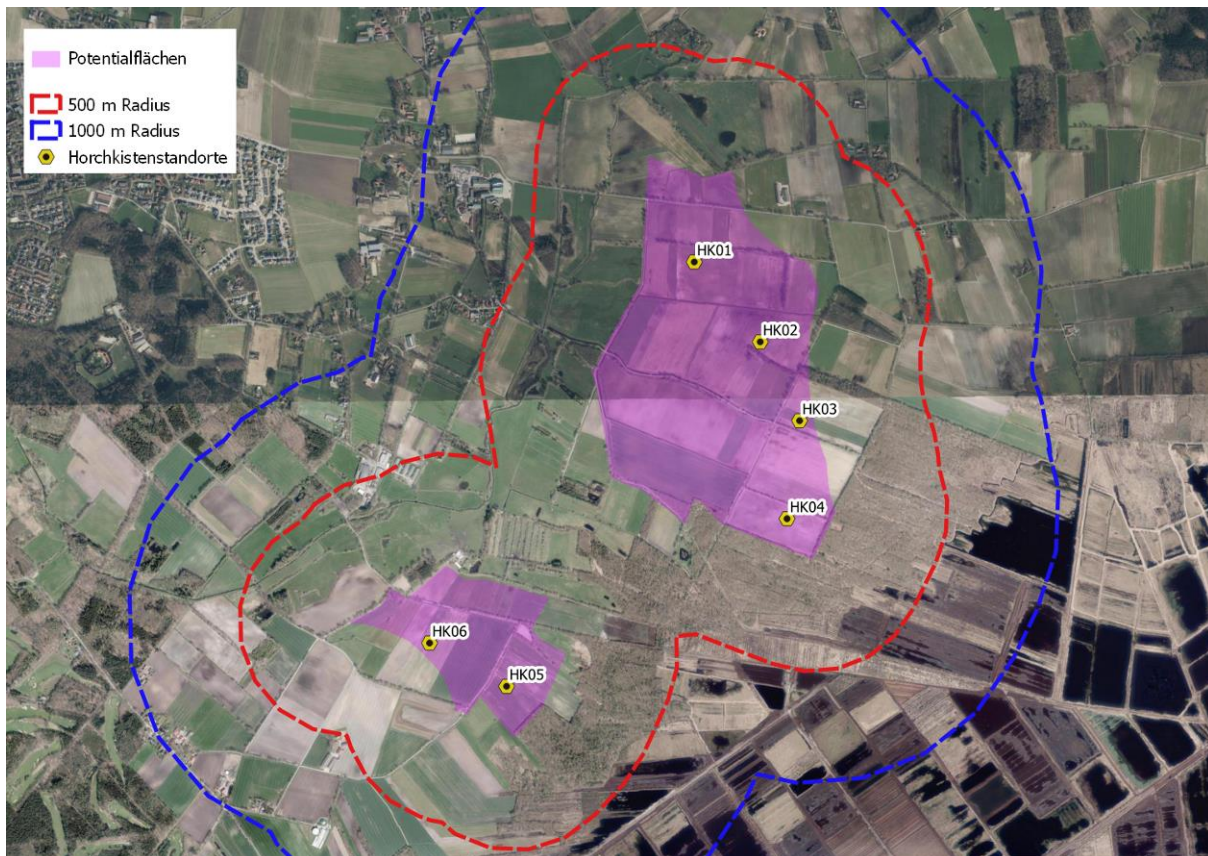 Potentialflächen
500 m Radius
1000 m Radius
Horchkistenstandorte
HK01
HK02
HK03
HK04
HK06
HK05